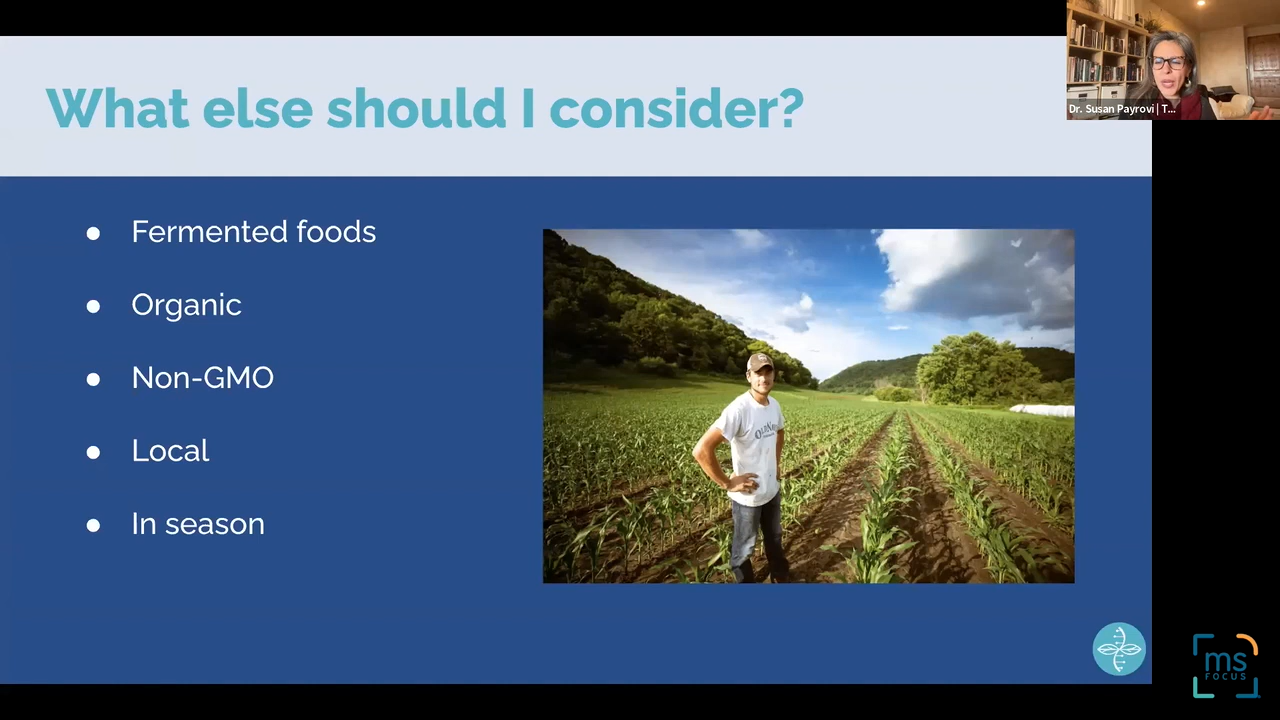 What else should I consider?
Dr. Susan Payrovi | T...
● Fermented foods
● Organic
● Non-GMO
● Local
● In season
ms
FOCUS